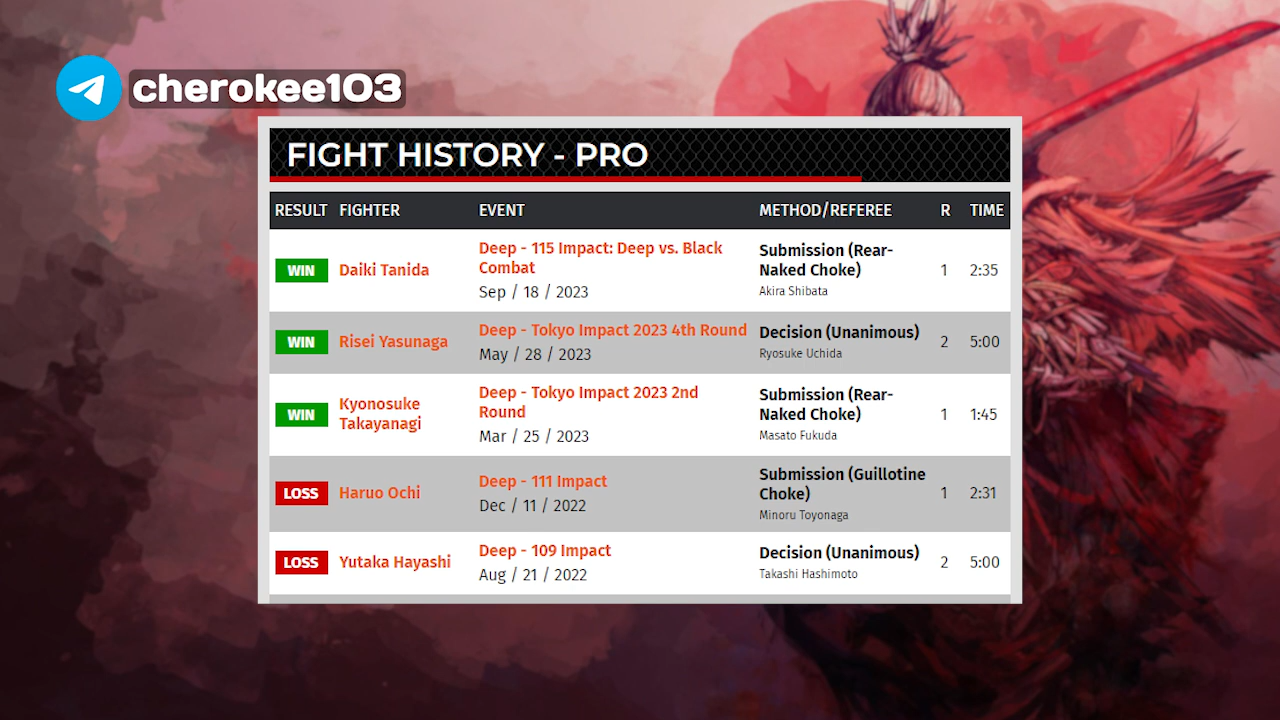 cherokee103
FIGHT HISTORY - PRO
RESULT FIGHTER EVENT METHOD/REFEREE R TIME
WIN Daiki Tanida Deep - 115 Impact: Deep vs. Black Combat Sep / 18 / 2023 Submission (Rear-Naked Choke) Akira Shibata 1 2:35
WIN Risei Yasunaga Deep - Tokyo Impact 2023 4th Round May / 28 / 2023 Decision (Unanimous) Ryosuke Uchida 2 5:00
WIN Kyonosuke Takayanagi Deep - Tokyo Impact 2023 2nd Round Mar / 25 / 2023 Submission (Rear-Naked Choke) Masato Fukuda 1 1:45
LOSS Haruo Ochi Deep - 111 Impact Dec / 11 / 2022 Submission (Guillotine Choke) Minoru Toyonaga 1 2:31
LOSS Yutaka Hayashi Deep - 109 Impact Aug / 21 / 2022 Decision (Unanimous) Takashi Hashimoto 2 5:00